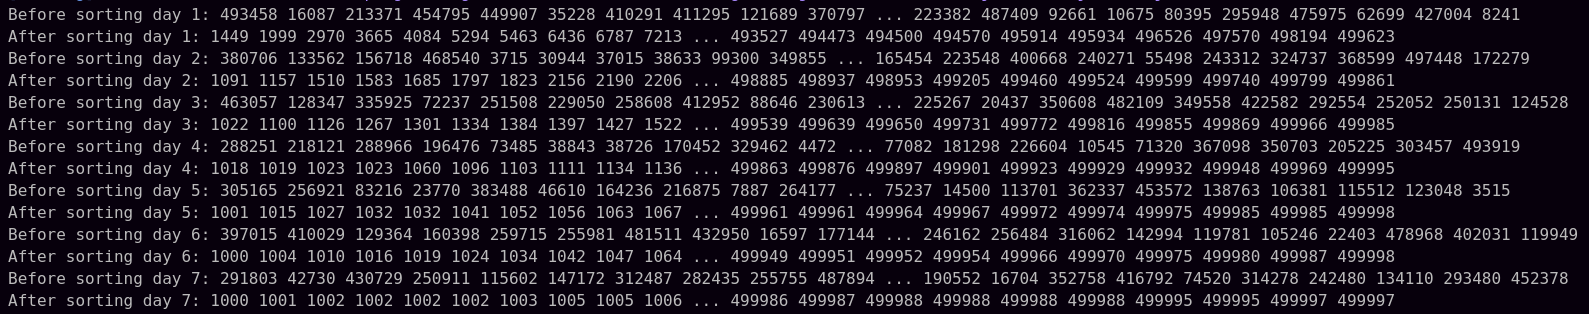 Before sorting day 1: 493458 16087 213371 454795 449907 35228 410291 411295 121689 370797 ... 223382 487409 92661 10675 80395 295948 475975 62699 427004 8241
After sorting day 1: 1449 1999 2970 3665 4084 5294 5463 6436 6787 7213 ... 493527 494473 494500 494570 495914 495934 496526 497570 498194 499623
Before sorting day 2: 380706 133562 156718 468540 3715 30944 37015 38633 99300 349855 ... 165454 223548 400668 240271 55498 243312 324737 368599 497448 172279
After sorting day 2: 1091 1157 1510 1583 1685 1797 1823 2156 2190 2206 ... 498885 498937 498953 499205 499460 499524 499599 499740 499799 499861
Before sorting day 3: 463057 128347 335925 72237 251508 229050 258608 412952 88646 230613 ... 225267 20437 350608 482109 349558 422582 292554 252052 250131 124528
After sorting day 3: 1022 1100 1126 1267 1301 1334 1384 1397 1427 1522 ... 499539 499639 499650 499731 499772 499816 499855 499869 499966 499985
Before sorting day 4: 288251 218121 288966 196476 73485 38843 38726 170452 329462 4472 ... 77082 181298 226604 10545 71320 367098 350703 205225 303457 493919
After sorting day 4: 1018 1019 1023 1023 1060 1096 1103 1111 1134 1136 ... 499863 499876 499897 499901 499923 499929 499932 499948 499969 499995
Before sorting day 5: 305165 256921 83216 23770 383488 46610 164236 216875 7887 264177 ... 75237 14500 113701 362337 453572 138763 106381 115512 123048 3515
After sorting day 5: 1001 1015 1027 1032 1032 1041 1052 1056 1063 1067 ... 499961 499961 499964 499967 499972 499974 499975 499985 499985 499998
Before sorting day 6: 397015 410029 129364 160398 259715 255981 481511 432950 16597 177144 ... 246162 256484 316062 142994 119781 105246 22403 478968 402031 119949
After sorting day 6: 1000 1004 1010 1016 1019 1024 1034 1042 1047 1064 ... 499949 499951 499952 499954 499966 499970 499975 499980 499987 499998
Before sorting day 7: 291803 42730 430729 250911 115602 147172 312487 282435 255755 487894 ... 190552 16704 352758 416792 74520 314278 242480 134110 293480 452378
After sorting day 7: 1000 1001 1002 1002 1002 1002 1003 1005 1005 1006 ... 499986 499987 499988 499988 499988 499988 499995 499995 499997 499997